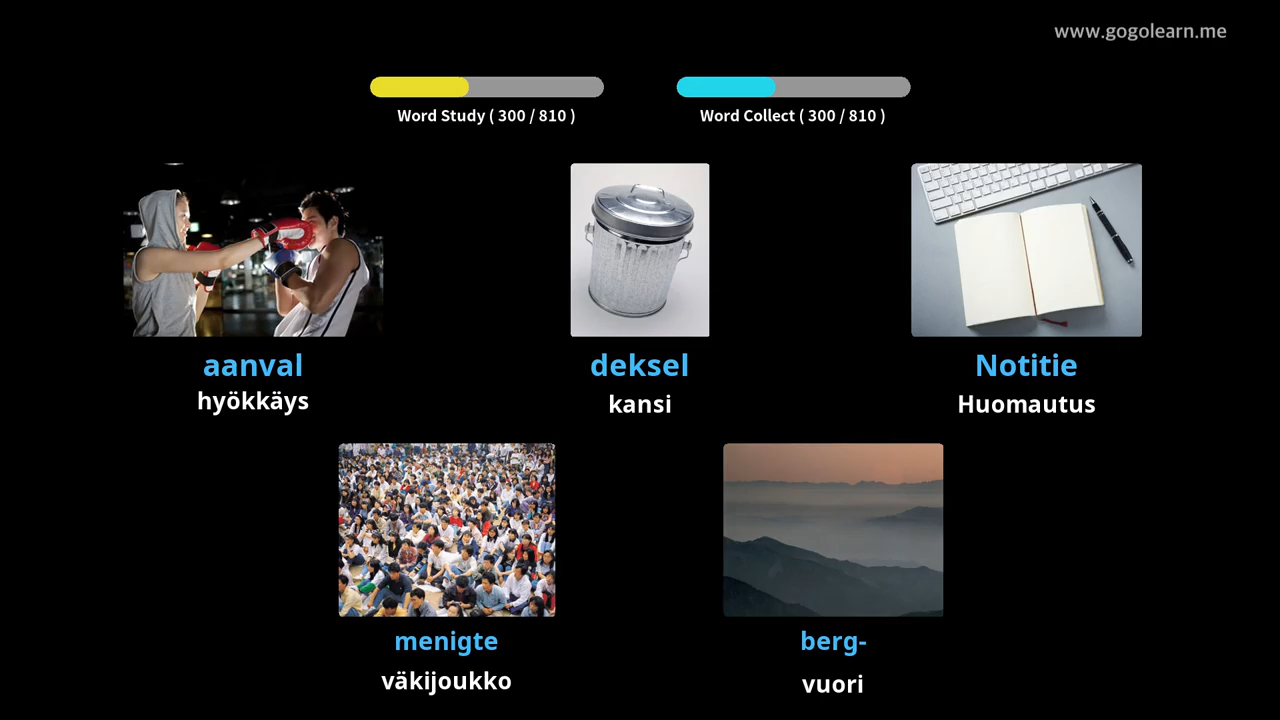 www.gogolearn.me
Word Study ( 300 / 810 )
Word Collect ( 300 / 810 )
aanval
hyökkäys
deksel
kansi
Notitie
Huomautus
menigte
väkijoukko
berg-
vuori